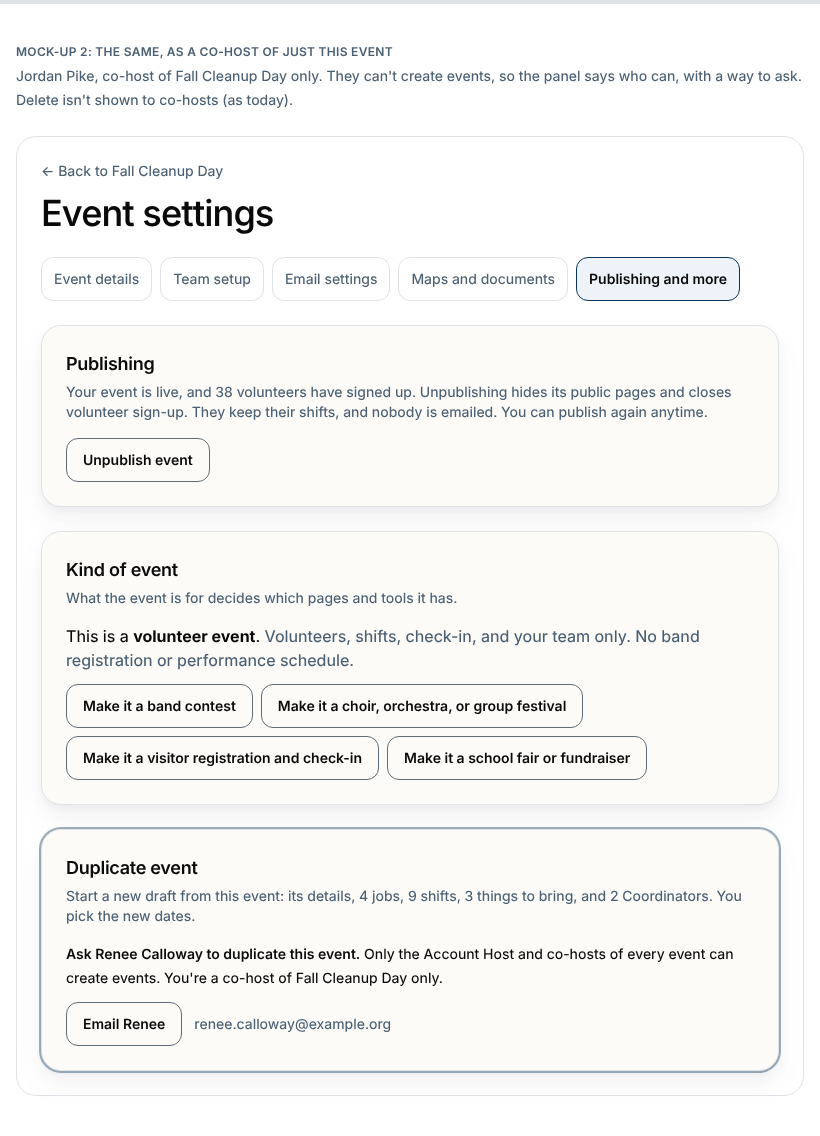 MOCK-UP 2: THE SAME, AS A CO-HOST OF JUST THIS EVENT
Jordan Pike, co-host of Fall Cleanup Day only. They can't create events, so the panel says who can, with a way to ask.
Delete isn't shown to co-hosts (as today).
← Back to Fall Cleanup Day
Event settings
Event details
Team setup
Email settings
Maps and documents
Publishing and more
Publishing
Your event is live, and 38 volunteers have signed up. Unpublishing hides its public pages and closes
volunteer sign-up. They keep their shifts, and nobody is emailed. You can publish again anytime.
Unpublish event
Kind of event
What the event is for decides which pages and tools it has.
This is a volunteer event. Volunteers, shifts, check-in, and your team only. No band
registration or performance schedule.
Make it a band contest
Make it a choir, orchestra, or group festival
Make it a visitor registration and check-in
Make it a school fair or fundraiser
Duplicate event
Start a new draft from this event: its details, 4 jobs, 9 shifts, 3 things to bring, and 2 Coordinators. You
pick the new dates.
Ask Renee Calloway to duplicate this event. Only the Account Host and co-hosts of every event can
create events. You're a co-host of Fall Cleanup Day only.
Email Renee
renee.calloway@example.org